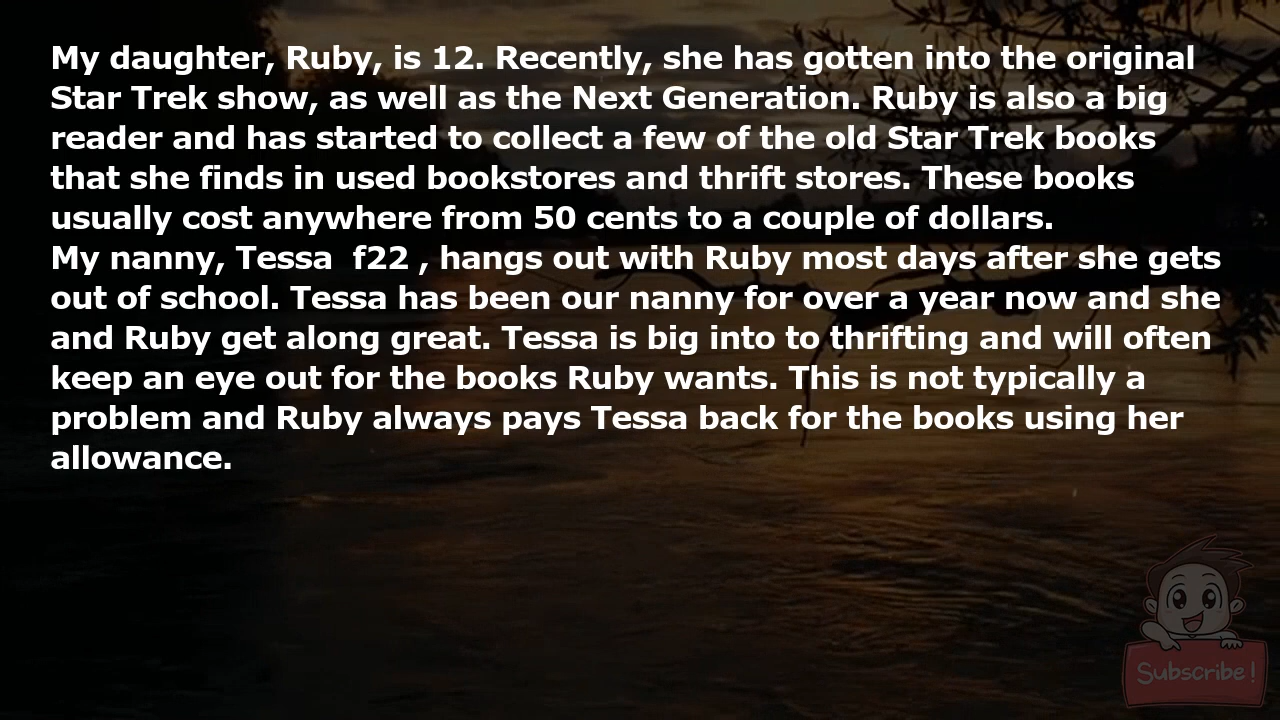 My daughter, Ruby, is 12. Recently, she has gotten into the original
Star Trek show, as well as the Next Generation. Ruby is also a big
reader and has started to collect a few of the old Star Trek books
that she finds in used bookstores and thrift stores. These books
usually cost anywhere from 50 cents to a couple of dollars.
My nanny, Tessa  f22 , hangs out with Ruby most days after she gets
out of school. Tessa has been our nanny for over a year now and she
and Ruby get along great. Tessa is big into to thrifting and will often
keep an eye out for the books Ruby wants. This is not typically a
problem and Ruby always pays Tessa back for the books using her
allowance.
Subscribe!